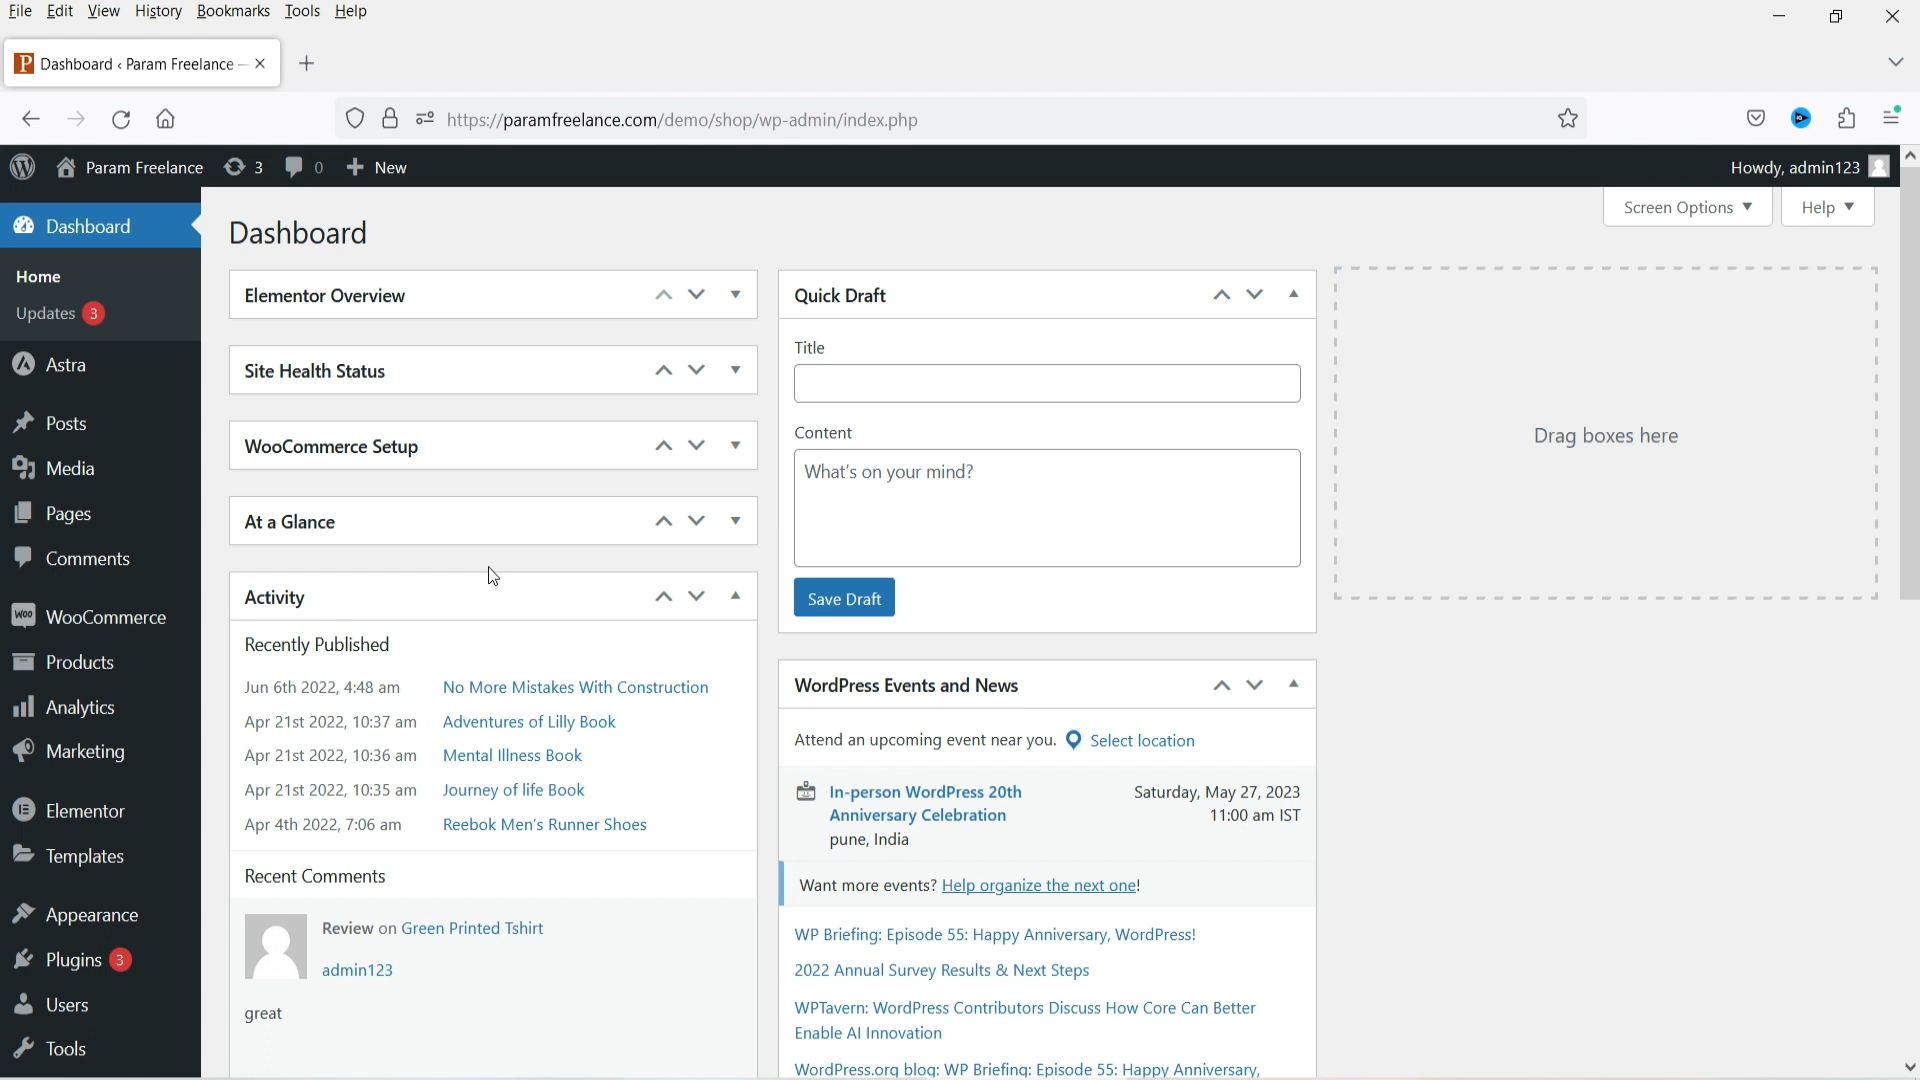 File Edit View History Bookmarks Tools Help
Dashboard ‹ Param Freelance —
https://paramfreelance.com/demo/shop/wp-admin/index.php
Param Freelance 3 0 New Howdy, admin123
Screen Options Help
Dashboard
Home
Updates 3
Astra
Posts
Media
Pages
Comments
WooCommerce
Products
Analytics
Marketing
Elementor
Templates
Appearance
Plugins 3
Users
Tools
Dashboard
Elementor Overview
Site Health Status
WooCommerce Setup
At a Glance
Activity
Recently Published
Jun 6th 2022, 4:48 am No More Mistakes With Construction
Apr 21st 2022, 10:37 am Adventures of Lilly Book
Apr 21st 2022, 10:36 am Mental Illness Book
Apr 21st 2022, 10:35 am Journey of life Book
Apr 4th 2022, 7:06 am Reebok Men's Runner Shoes
Recent Comments
Review on Green Printed Tshirt
admin123
great
Quick Draft
Title
Content
What's on your mind?
Save Draft
WordPress Events and News
Attend an upcoming event near you. Select location
In-person WordPress 20th Saturday, May 27, 2023
Anniversary Celebration 11:00 am IST
pune, India
Want more events? Help organize the next one!
WP Briefing: Episode 55: Happy Anniversary, WordPress!
2022 Annual Survey Results & Next Steps
WPTavern: WordPress Contributors Discuss How Core Can Better
Enable AI Innovation
WordPress.org blog: WP Briefing: Episode 55: Happy Anniversary,
Drag boxes here